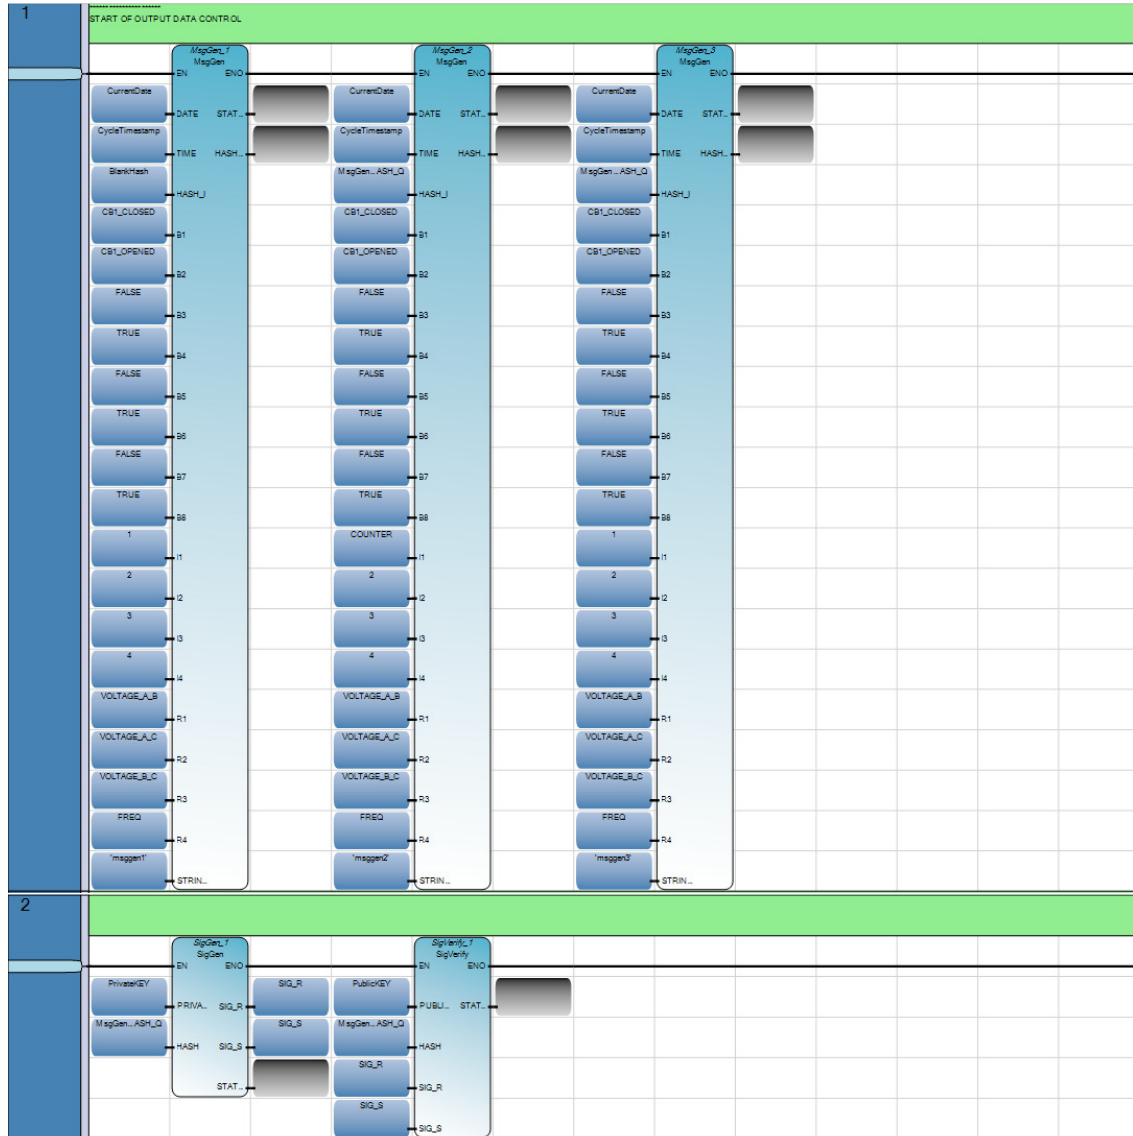 1
START OF OUTPUT DATA CONTROL
MsgGen_1 MsgGen_2 MsgGen_3
MsgGen MsgGen MsgGen
EN ENO EN ENO EN ENO
CurrentDate CurrentDate CurrentDate
DATE STAT.. DATE STAT.. DATE STAT..
CycleTimestamp CycleTimestamp CycleTimestamp
TIME HASH.. TIME HASH.. TIME HASH..
BlankHash MsgGen...ASH_Q MsgGen...ASH_Q
HASH_I HASH_I HASH_I
CB1_CLOSED CB1_CLOSED CB1_CLOSED
B1 B1 B1
CB1_OPENED CB1_OPENED CB1_OPENED
B2 B2 B2
FALSE FALSE FALSE
B3 B3 B3
TRUE TRUE TRUE
B4 B4 B4
FALSE FALSE FALSE
B5 B5 B5
TRUE TRUE TRUE
B6 B6 B6
FALSE FALSE FALSE
B7 B7 B7
TRUE TRUE TRUE
B8 B8 B8
1 COUNTER 1
I1 I1 I1
2 2 2
I2 I2 I2
3 3 3
I3 I3 I3
4 4 4
I4 I4 I4
VOLTAGE_A_B VOLTAGE_A_B VOLTAGE_A_B
R1 R1 R1
VOLTAGE_A_C VOLTAGE_A_C VOLTAGE_A_C
R2 R2 R2
VOLTAGE_B_C VOLTAGE_B_C VOLTAGE_B_C
R3 R3 R3
FREQ FREQ FREQ
R4 R4 R4
'msggen1' 'msggen2' 'msggen3'
STRIN... STRIN... STRIN...
2
SigGen_1 SigVerify_1
SigGen SigVerify
EN ENO EN ENO
PrivateKEY SIG_R PublicKEY
PRIVA.. SIG_R PUBLI.. STAT..
MsgGen...ASH_Q SIG_S MsgGen...ASH_Q
HASH SIG_S HASH
SIG_R
STAT.. SIG_R
SIG_S
SIG_S